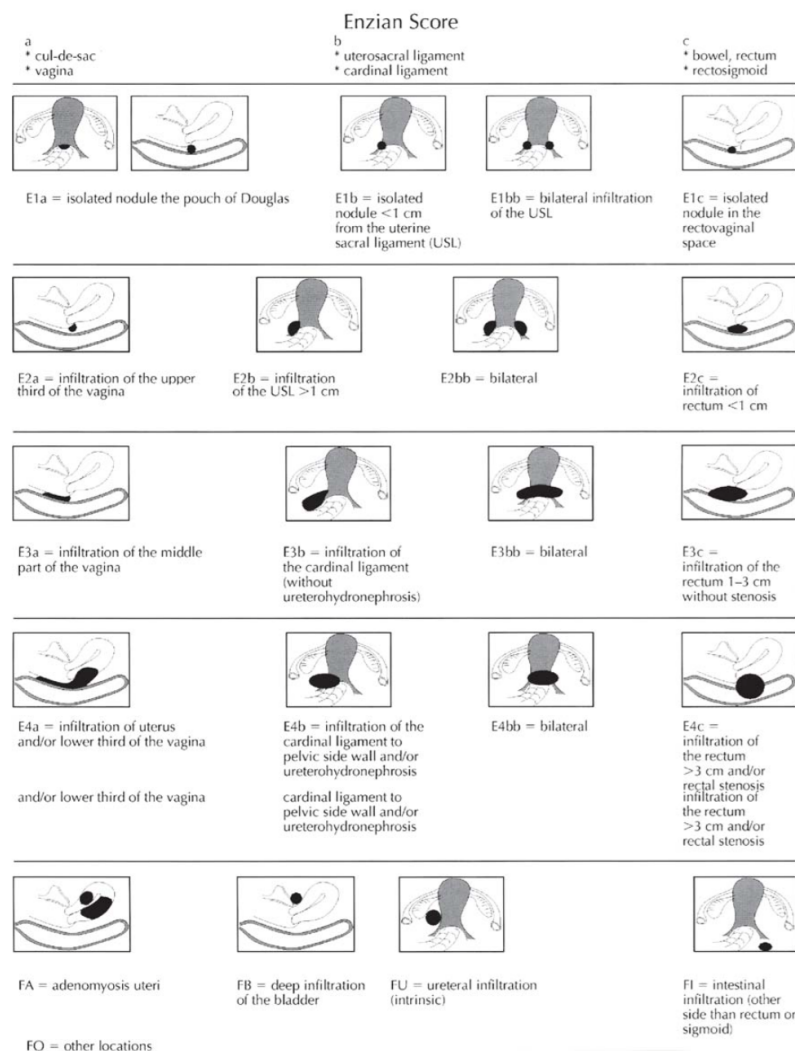 Enzian Score
a
* cul-de-sac
* vagina
b
* uterosacral ligament
* cardinal ligament
c
* bowel, rectum
* rectosigmoid
E1a = isolated nodule the pouch of Douglas
E1b = isolated
nodule <1 cm
from the uterine
sacral ligament (USL)
E1bb = bilateral infiltration
of the USL
E1c = isolated
nodule in the
rectovaginal
space
E2a = infiltration of the upper
third of the vagina
E2b = infiltration
of the USL >1 cm
E2bb = bilateral
E2c =
infiltration of
rectum <1 cm
E3a = infiltration of the middle
part of the vagina
E3b = infiltration of
the cardinal ligament
(without
ureterohydronephrosis)
E3bb = bilateral
E3c =
infiltration of the
rectum 1–3 cm
without stenosis
E4a = infiltration of uterus
and/or lower third of the vagina
E4b = infiltration of the
cardinal ligament to
pelvic side wall and/or
ureterohydronephrosis
E4bb = bilateral
E4c =
infiltration of
the rectum
>3 cm and/or
rectal stenosis
and/or lower third of the vagina
cardinal ligament to
pelvic side wall and/or
ureterohydronephrosis
infiltration of
the rectum
>3 cm and/or
rectal stenosis
FA = adenomyosis uteri
FB = deep infiltration
of the bladder
FU = ureteral infiltration
(intrinsic)
FI = intestinal
infiltration (other
side than rectum or
sigmoid)
FO = other locations